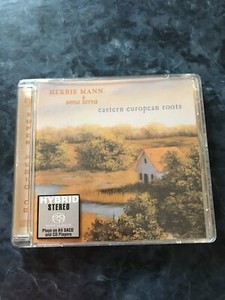 HERBIE MANN
+
sona terra
eastern european roots
HYBRID
STEREO
Plays on All SACD
and CD Players